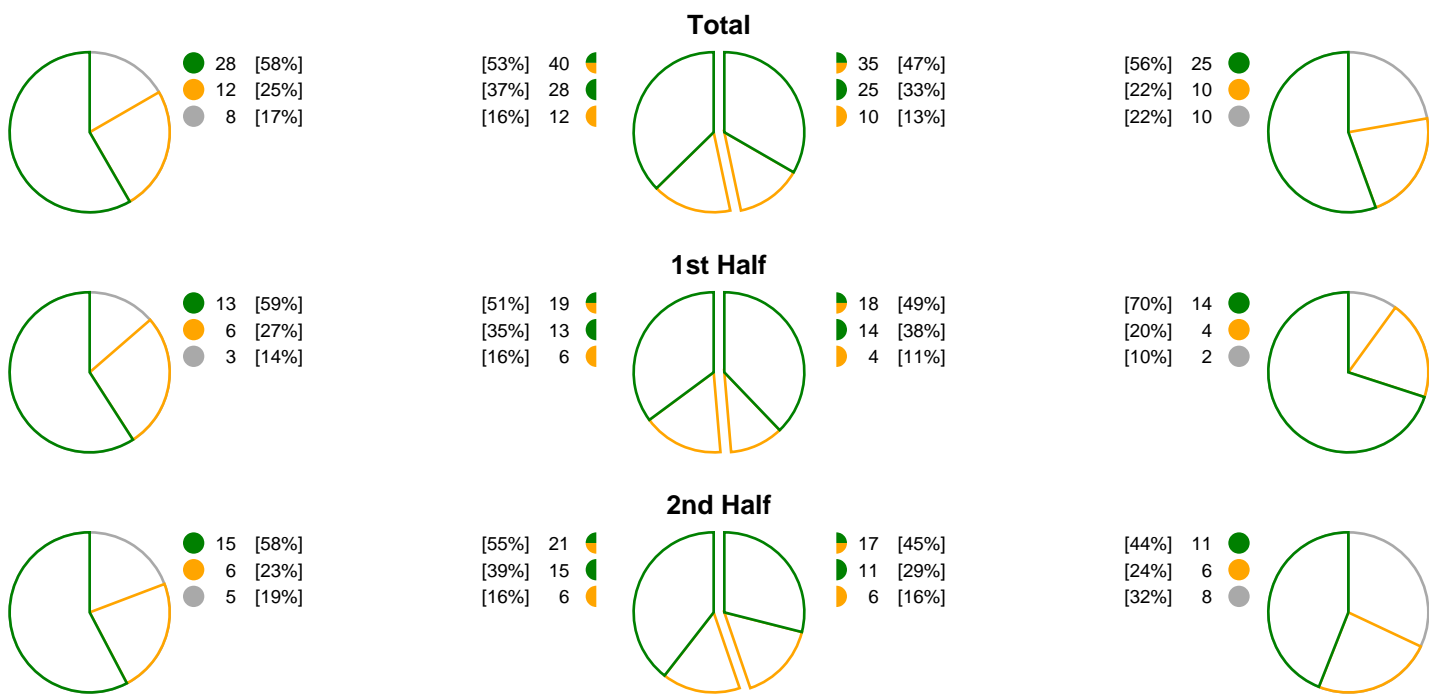 Total
28 [58%] [53%] 40 35 [47%] [56%] 25
12 [25%] [37%] 28 25 [33%] [22%] 10
8 [17%] [16%] 12 10 [13%] [22%] 10
1st Half
13 [59%] [51%] 19 18 [49%] [70%] 14
6 [27%] [35%] 13 14 [38%] [20%] 4
3 [14%] [16%] 6 4 [11%] [10%] 2
2nd Half
15 [58%] [55%] 21 17 [45%] [44%] 11
6 [23%] [39%] 15 11 [29%] [24%] 6
5 [19%] [16%] 6 6 [16%] [32%] 8